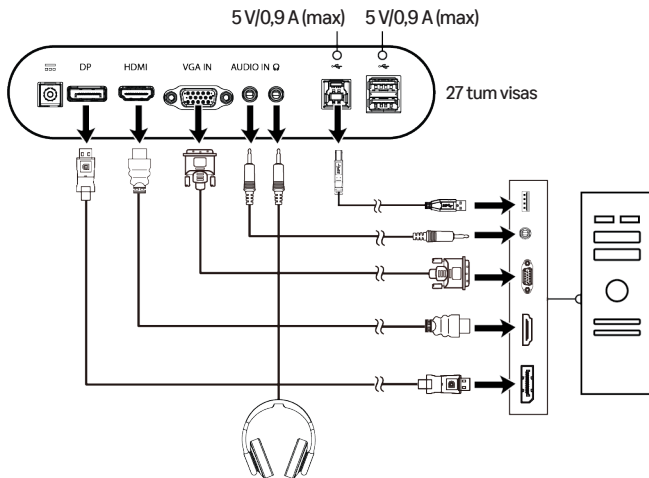 5 V/0,9 A (max) 5 V/0,9 A (max)
DP HDMI VGA IN AUDIO IN
27 tum visas